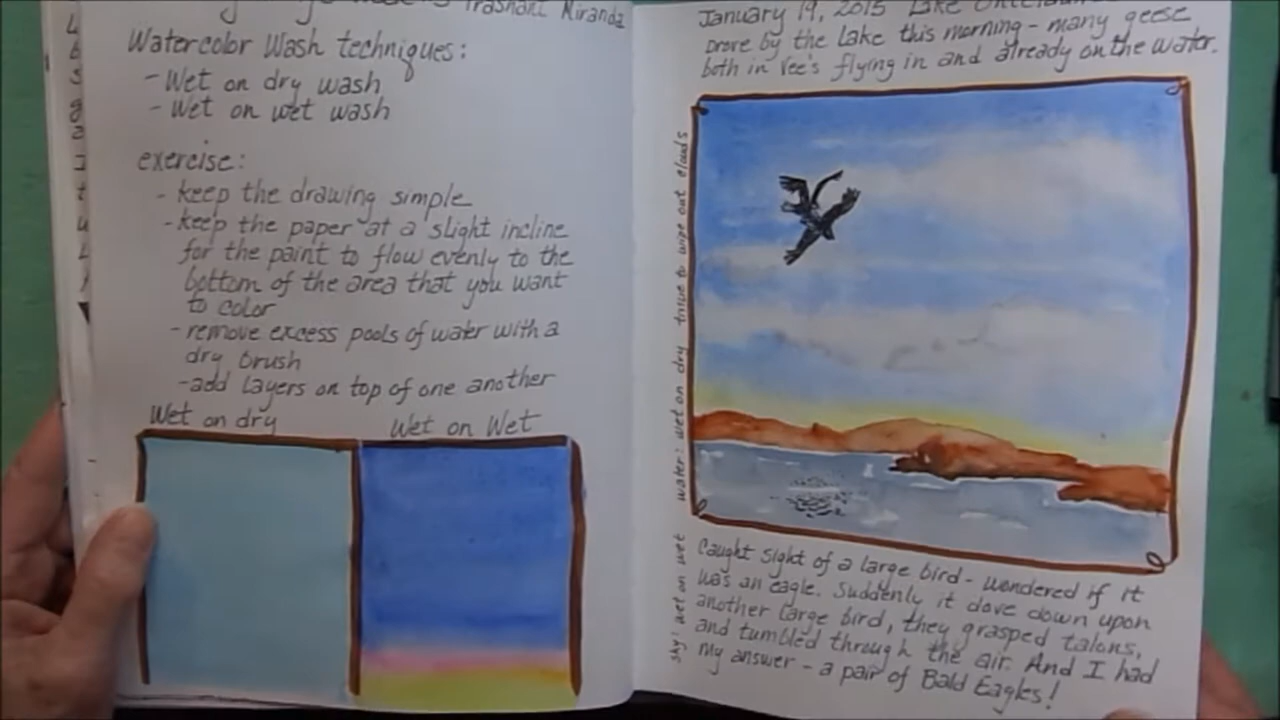 Prashant Miranda
Watercolor Wash techniques:
- Wet on dry wash
- Wet on wet wash
exercise:
- keep the drawing simple
- keep the paper at a slight incline
for the paint to flow evenly to the
bottom of the area that you want
to color
- remove excess pools of water with a
dry brush
- add layers on top of one another
Wet on dry
Wet on Wet
January 19, 2015 Lake
Drove by the Lake this morning - many geese
both in Vee's flying in and already on the water.
sky: wet on wet water: wet on dry tissue to wipe out clouds
Caught sight of a large bird - wondered if it
was an eagle. Suddenly it dove down upon
another large bird, they grasped talons,
and tumbled through the air. And I had
my answer - a pair of Bald Eagles!